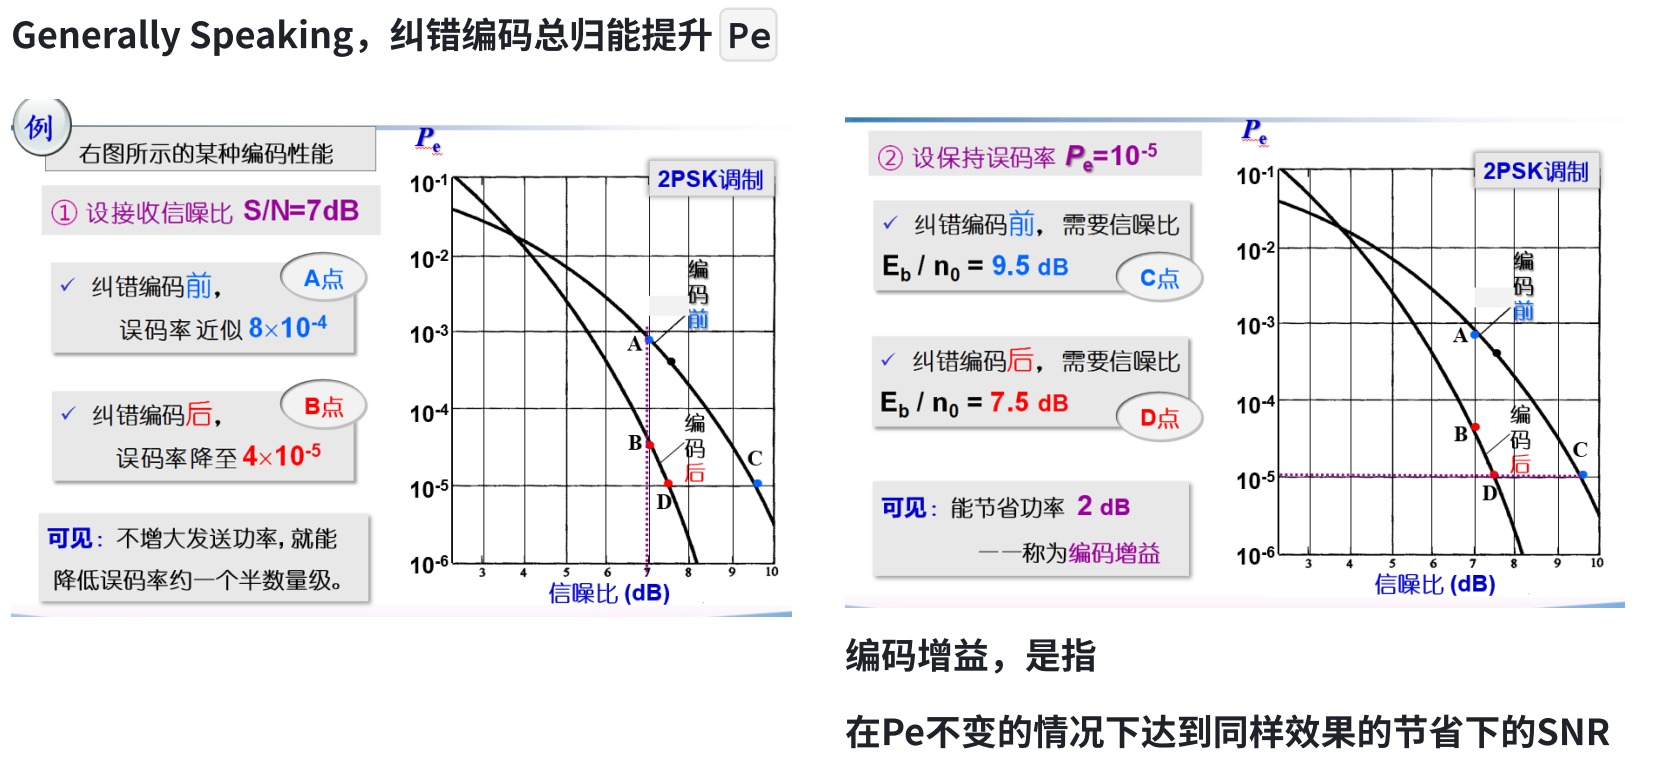 Generally Speaking，纠错编码总归能提升 Pe
例
右图所示的某种编码性能
① 设接收信噪比 S/N=7dB
✓ 纠错编码前，
A点
误码率近似 8×10⁻⁴
✓ 纠错编码后，
B点
误码率降至 4×10⁻⁵
可见：不增大发送功率，就能
降低误码率约一个半数量级。
Pe
2PSK调制
10⁻¹
10⁻²
10⁻³
10⁻⁴
10⁻⁵
10⁻⁶
编码前
A
编码后
B
C
D
3 4 5 6 7 8 9 10
信噪比 (dB)
② 设保持误码率 Pe=10⁻⁵
✓ 纠错编码前，需要信噪比
Eb / n0 = 9.5 dB
C点
✓ 纠错编码后，需要信噪比
Eb / n0 = 7.5 dB
D点
可见：能节省功率 2 dB
——称为编码增益
Pe
2PSK调制
10⁻¹
10⁻²
10⁻³
10⁻⁴
10⁻⁵
10⁻⁶
编码前
A
编码后
B
C
D
3 4 5 6 7 8 9 10
信噪比 (dB)
编码增益，是指
在Pe不变的情况下达到同样效果的节省下的SNR